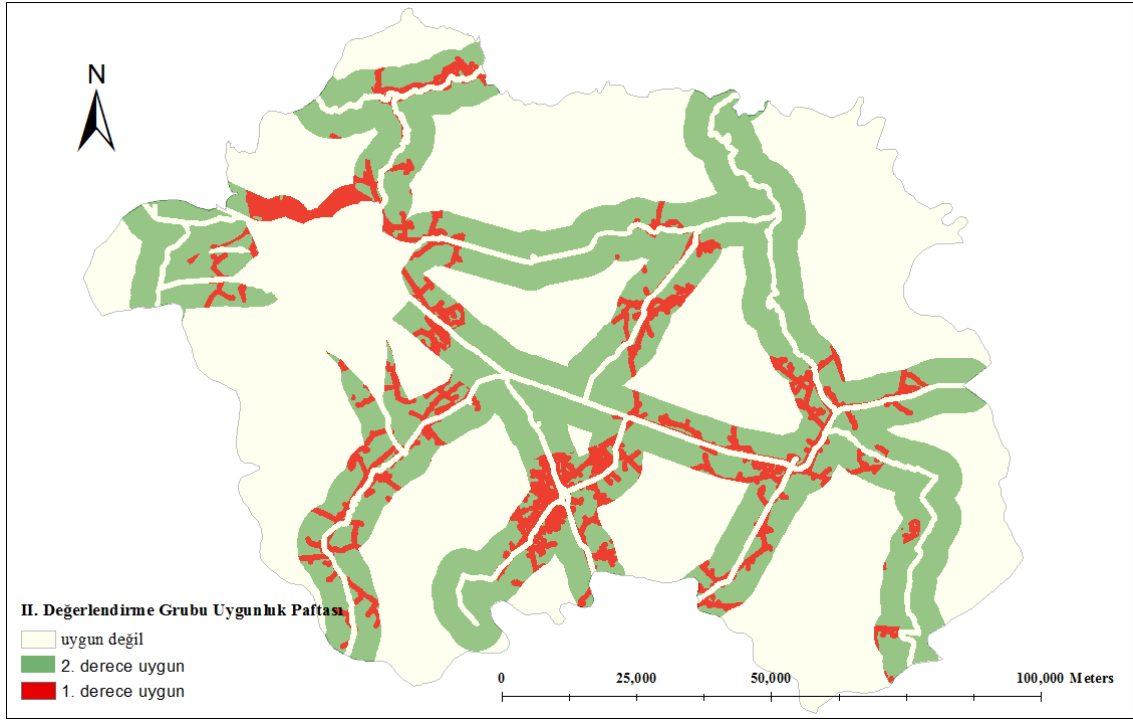 N
II. Değerlendirme Grubu Uygunluk Paftası
uygun değil
2. derece uygun
1. derece uygun
0 25,000 50,000 100,000 Meters